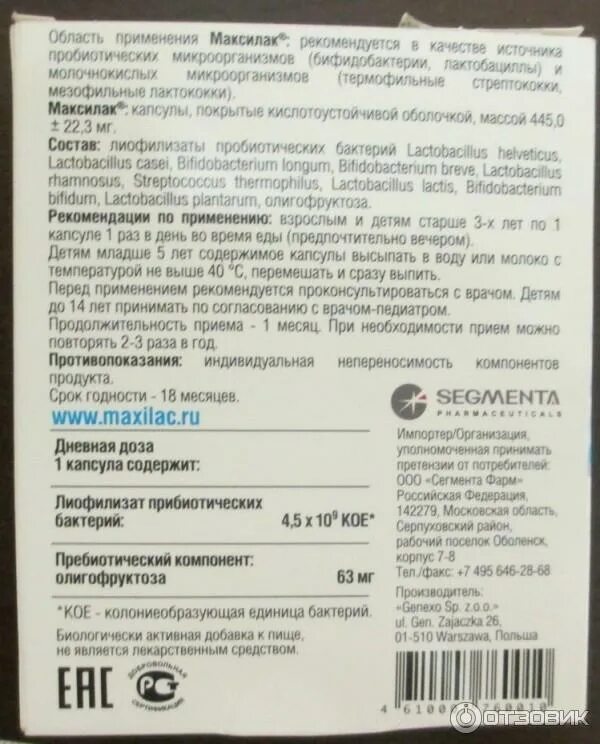 Область применения Максилак®: рекомендуется в качестве источника
пробиотических микроорганизмов (бифидобактерии, лактобациллы) и
молочнокислых микроорганизмов (термофильные стрептококки,
мезофильные лактококки).
Максилак®: капсулы, покрытые кислотоустойчивой оболочкой, массой 445,0
± 22,3 мг.
Состав: лиофилизаты пробиотических бактерий Lactobacillus helveticus,
Lactobacillus casei, Bifidobacterium longum, Bifidobacterium breve, Lactobacillus
rhamnosus, Streptococcus thermophilus, Lactobacillus lactis, Bifidobacterium
bifidum, Lactobacillus plantarum, олигофруктоза.
Рекомендации по применению: взрослым и детям старше 3-х лет по 1
капсуле 1 раз в день во время еды (предпочтительно вечером).
Детям младше 5 лет содержимое капсулы высыпать в воду или молоко с
температурой не выше 40 °C, перемешать и сразу выпить.
Перед применением рекомендуется проконсультироваться с врачом. Детям
до 14 лет принимать по согласованию с врачом-педиатром.
Продолжительность приема - 1 месяц. При необходимости прием можно
повторять 2-3 раза в год.
Противопоказания: индивидуальная непереносимость компонентов
продукта.
Срок годности - 18 месяцев.
www.maxilac.ru
Дневная доза
1 капсула содержит:
Лиофилизат прибиотических
бактерий: 4,5 x 10⁹ КОЕ*
Пребиотический компонент:
олигофруктоза 63 мг
*КОЕ - колониеобразующая единица бактерий.
Биологически активная добавка к пище,
не является лекарственным средством.
EAC
ДОБРОВОЛЬНАЯ
РСТ
СЕРТИФИКАЦИЯ
SEGMENTA
PHARMACEUTICALS
Импортер/Организация,
уполномоченная принимать
претензии от потребителей:
ООО «Сегмента Фарм»
Российская Федерация,
142279, Московская область,
Серпуховский район,
рабочий поселок Оболенск,
корпус 7-8
Тел./факс: +7 495 646-28-68
Производитель:
«Genexo Sp. z.o.o.»
ul. Gen. Zajaczka 26,
01-510 Warszawa, Польша
ОТЗОВИК